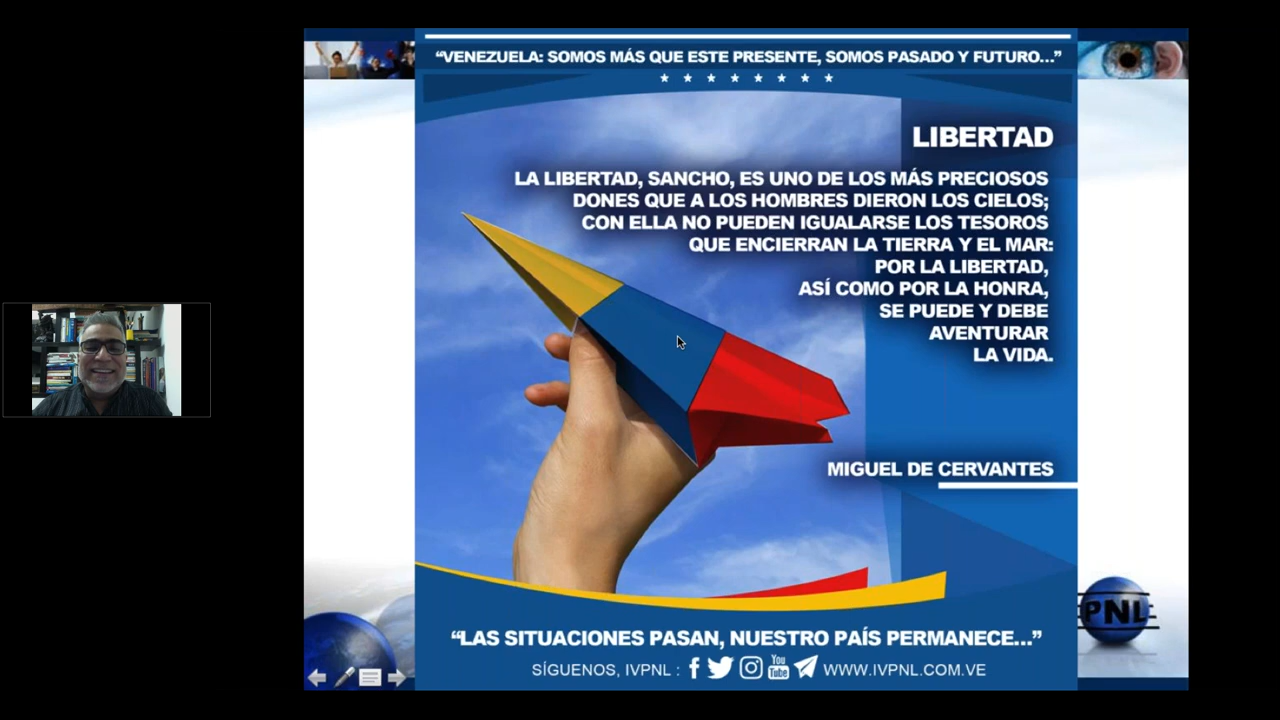 “VENEZUELA: SOMOS MÁS QUE ESTE PRESENTE, SOMOS PASADO Y FUTURO...”
LIBERTAD
LA LIBERTAD, SANCHO, ES UNO DE LOS MÁS PRECIOSOS
DONES QUE A LOS HOMBRES DIERON LOS CIELOS;
CON ELLA NO PUEDEN IGUALARSE LOS TESOROS
QUE ENCIERRAN LA TIERRA Y EL MAR:
POR LA LIBERTAD,
ASÍ COMO POR LA HONRA,
SE PUEDE Y DEBE
AVENTURAR
LA VIDA.
MIGUEL DE CERVANTES
PNL
“LAS SITUACIONES PASAN, NUESTRO PAÍS PERMANECE...”
SÍGUENOS, IVPNL : f You Tube WWW.IVPNL.COM.VE